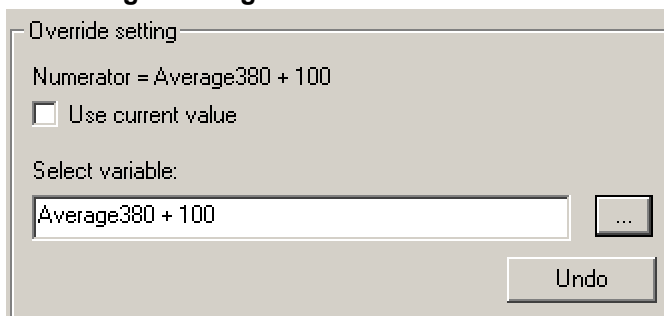 Override setting
Numerator = Average380 + 100
Use current value
Select variable:
Average380 + 100
...
Undo